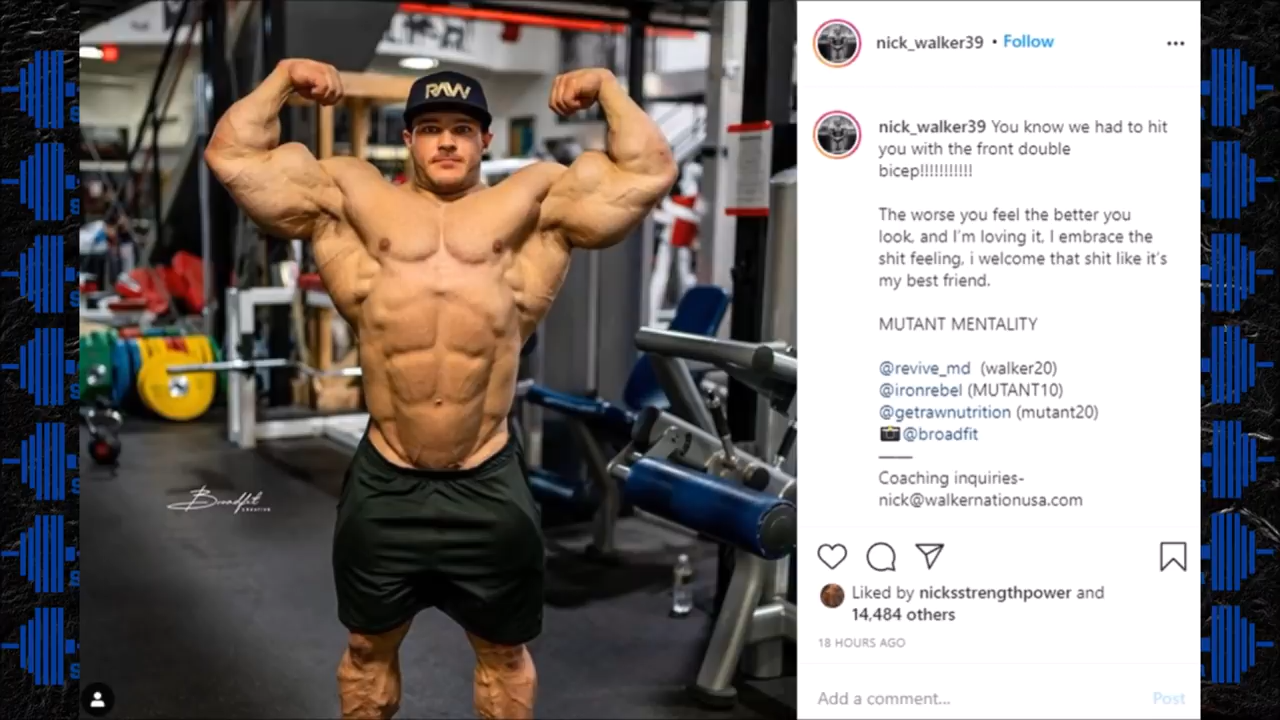 RAW
Broadfit
CREATIVE
nick_walker39 • Follow
nick_walker39 You know we had to hit
you with the front double
bicep!!!!!!!!!!!
The worse you feel the better you
look, and I'm loving it, I embrace the
shit feeling, i welcome that shit like it's
my best friend.
MUTANT MENTALITY
@revive_md (walker20)
@ironrebel (MUTANT10)
@getrawnutrition (mutant20)
📸@broadfit
Coaching inquiries-
nick@walkernationusa.com
Liked by nicksstrengthpower and
14,484 others
18 HOURS AGO
Add a comment... Post